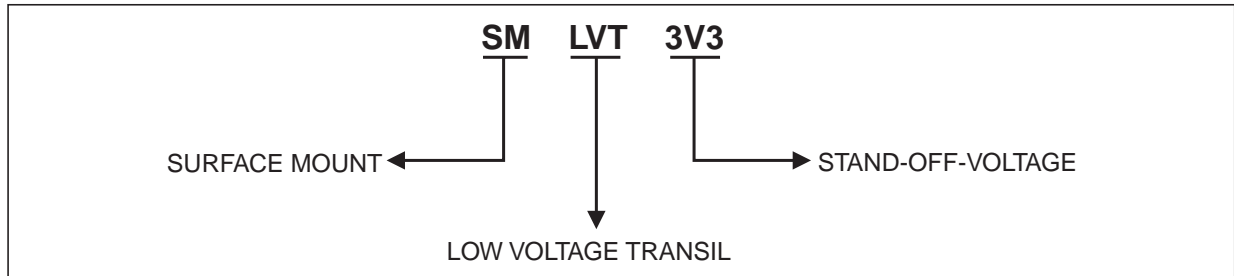 SM LVT 3V3
SURFACE MOUNT STAND-OFF-VOLTAGE
LOW VOLTAGE TRANSIL